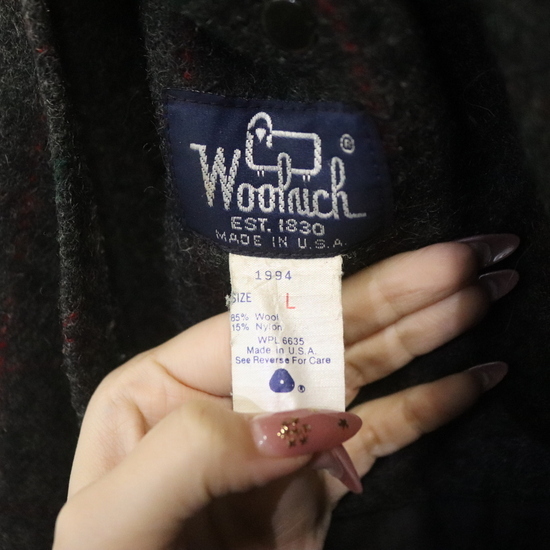 Woolrich
®
EST. 1830
MADE IN U.S.A.
1994
SIZE L
85% Wool
15% Nylon
WPL 6635
Made in U.S.A.
See Reverse For Care
®